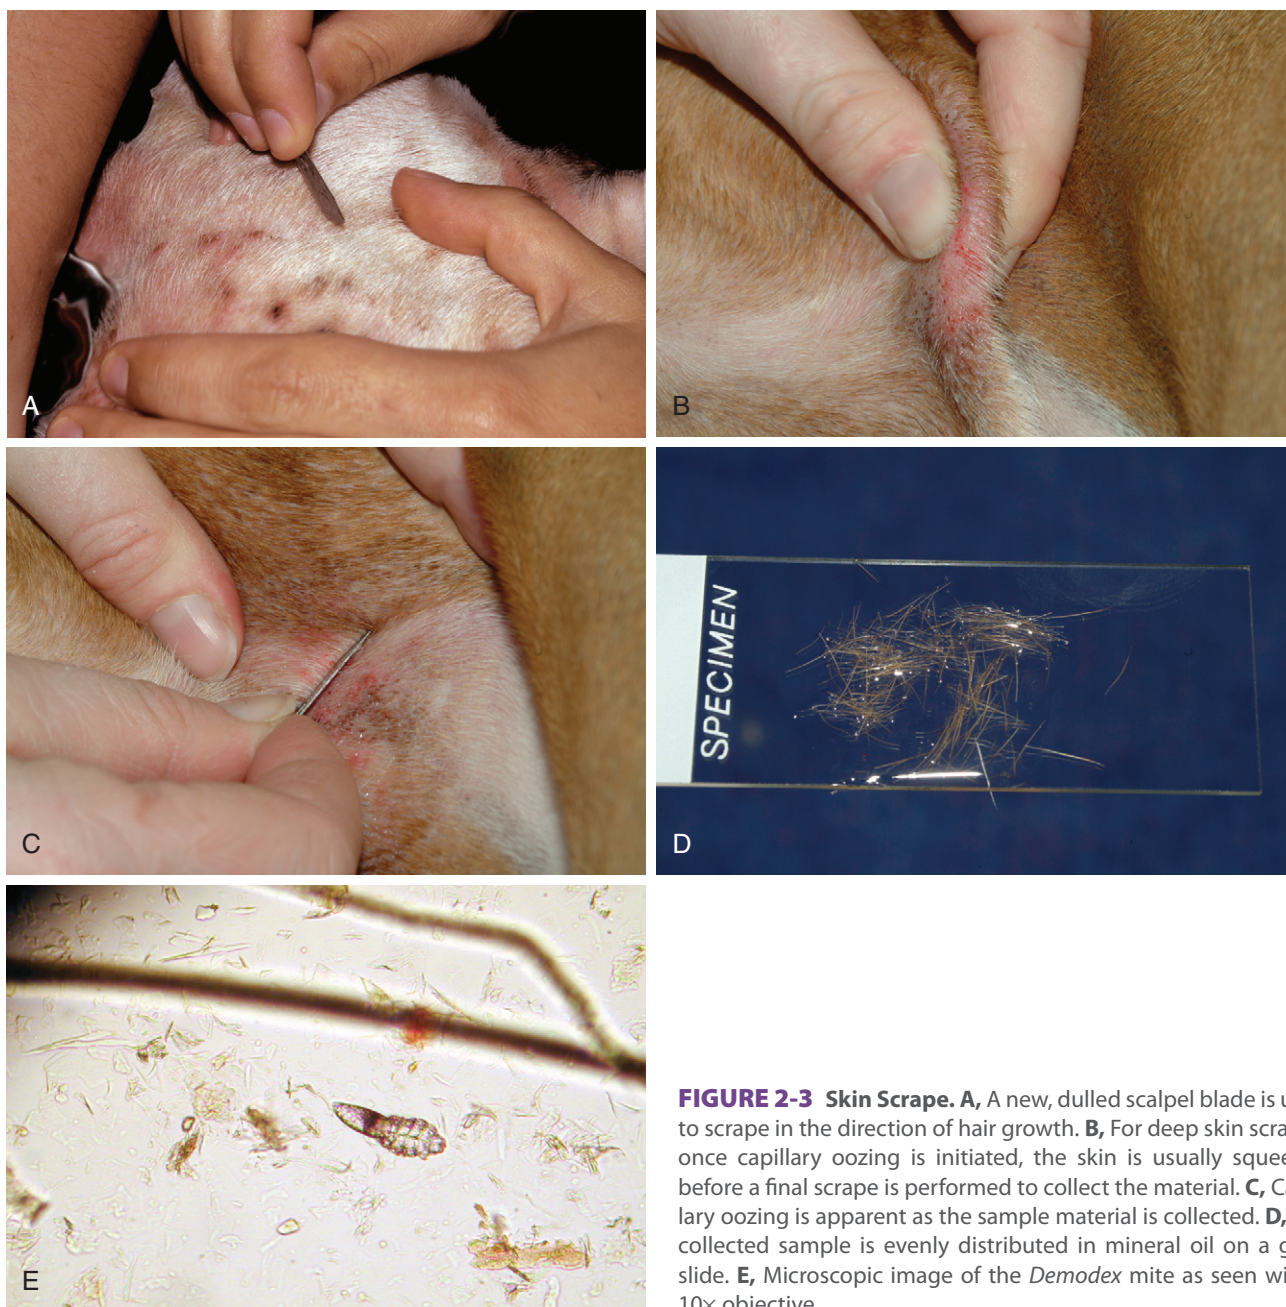 A
B
C
SPECIMEN
D
E
FIGURE 2-3 Skin Scrape. A, A new, dulled scalpel blade is
to scrape in the direction of hair growth. B, For deep skin
once capillary oozing is initiated, the skin is usually
before a final scrape is performed to collect the material. C,
lary oozing is apparent as the sample material is collected. D,
collected sample is evenly distributed in mineral oil on a
slide. E, Microscopic image of the Demodex mite as seen
10× objective